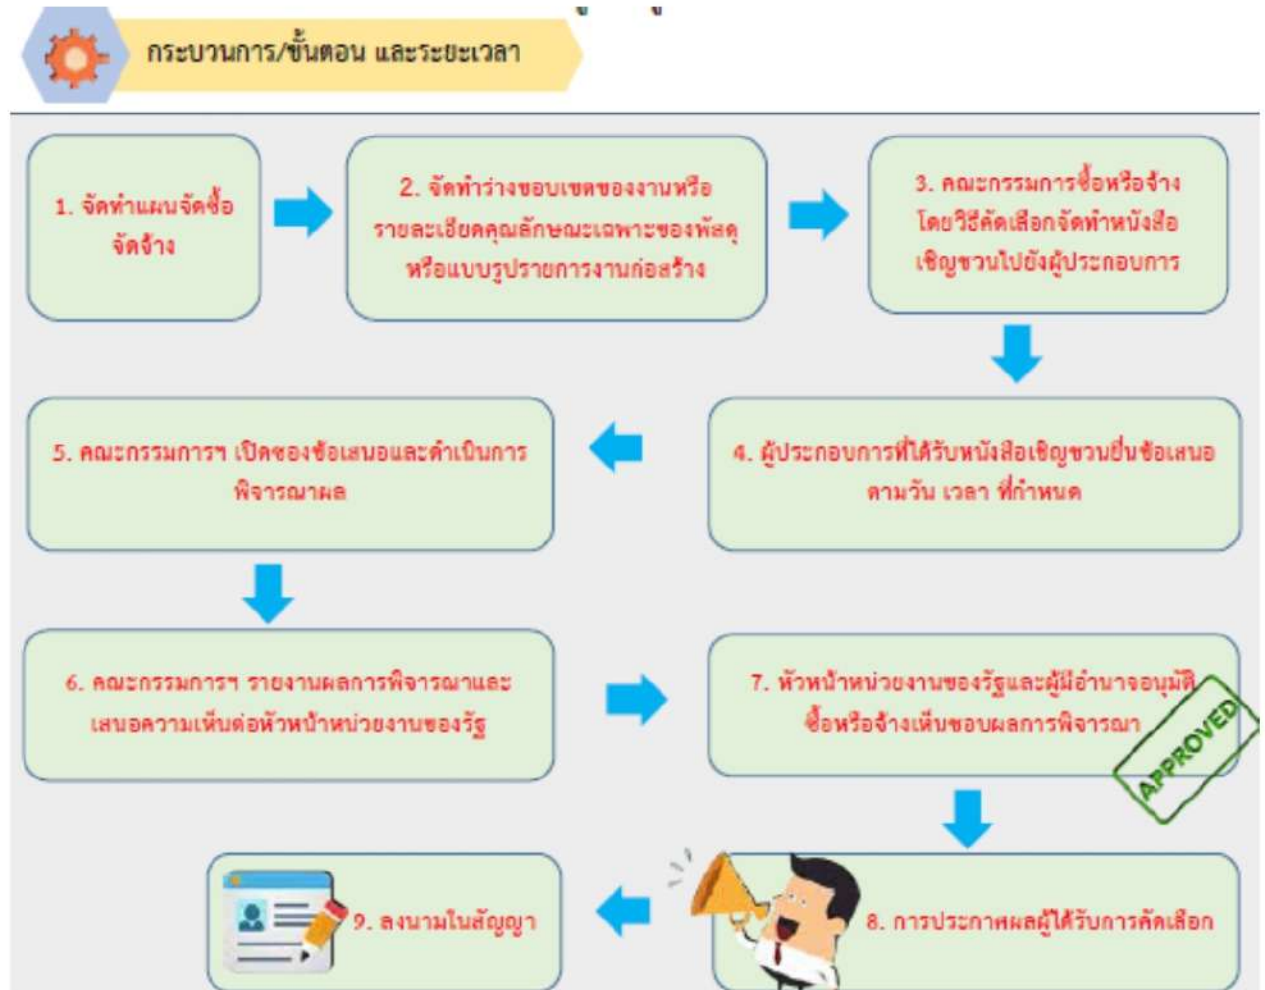 กระบวนการ/ขั้นตอน และระยะเวลา
1. จัดทำแผนจัดซื้อ
จัดจ้าง
2. จัดทำร่างขอบเขตของงานหรือ
รายละเอียดคุณลักษณะเฉพาะของพัสดุ
หรือแบบรูปรายการงานก่อสร้าง
3. คณะกรรมการซื้อหรือจ้าง
โดยวิธีคัดเลือกจัดทำหนังสือ
เชิญชวนไปยังผู้ประกอบการ
4. ผู้ประกอบการที่ได้รับหนังสือเชิญชวนยื่นข้อเสนอ
ตามวัน เวลา ที่กำหนด
5. คณะกรรมการฯ เปิดซองข้อเสนอและดำเนินการ
พิจารณาผล
6. คณะกรรมการฯ รายงานผลการพิจารณาและ
เสนอความเห็นต่อหัวหน้าหน่วยงานของรัฐ
7. หัวหน้าหน่วยงานของรัฐและผู้มีอำนาจอนุมัติ
ซื้อหรือจ้างเห็นชอบผลการพิจารณา
APPROVED
8. การประกาศผลผู้ได้รับการคัดเลือก
9. ลงนามในสัญญา